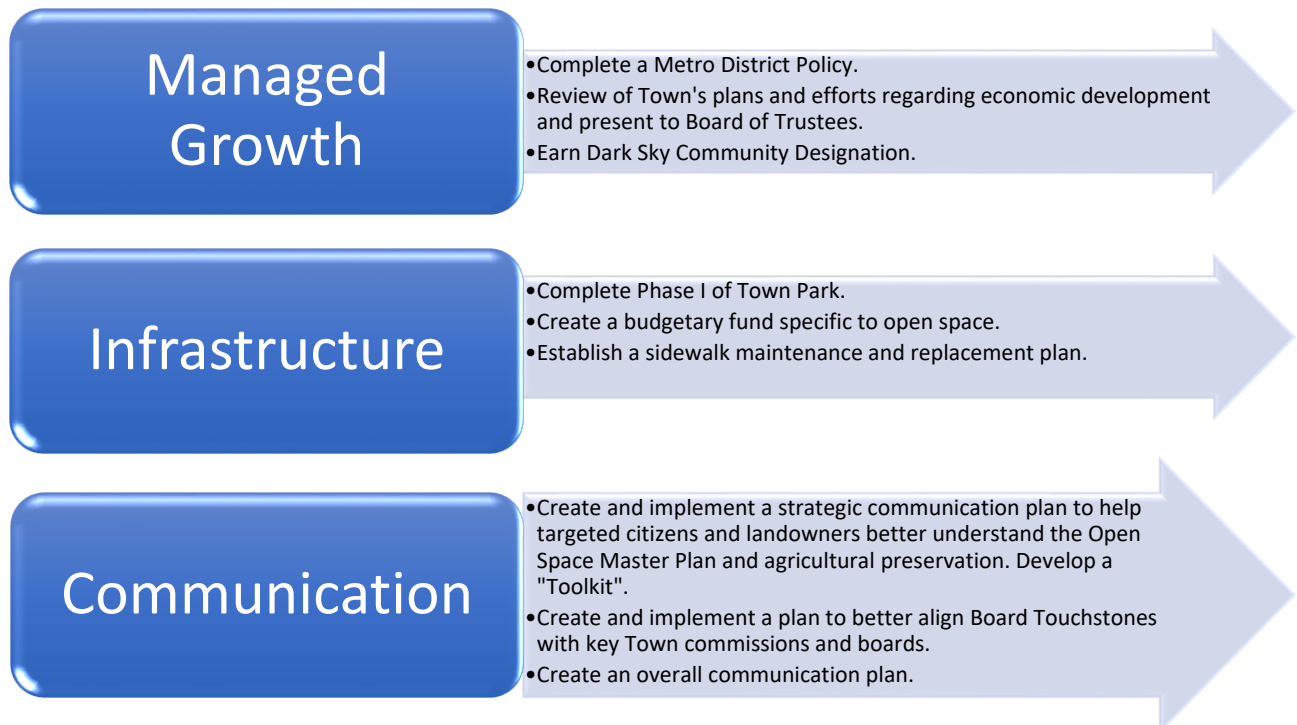 Managed
Growth
•Complete a Metro District Policy.
•Review of Town's plans and efforts regarding economic development
and present to Board of Trustees.
•Earn Dark Sky Community Designation.
Infrastructure
•Complete Phase I of Town Park.
•Create a budgetary fund specific to open space.
•Establish a sidewalk maintenance and replacement plan.
Communication
•Create and implement a strategic communication plan to help
targeted citizens and landowners better understand the Open
Space Master Plan and agricultural preservation. Develop a
"Toolkit".
•Create and implement a plan to better align Board Touchstones
with key Town commissions and boards.
•Create an overall communication plan.